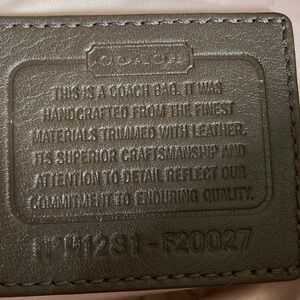 COACH
THIS IS A COACH BAG. IT WAS
HANDCRAFTED FROM THE FINEST
MATERIALS TRIMMED WITH LEATHER.
ITS SUPERIOR CRAFTSMANSHIP AND
ATTENTION TO DETAIL REFLECT OUR
COMMITMENT TO ENDURING QUALITY.
1281-F20027